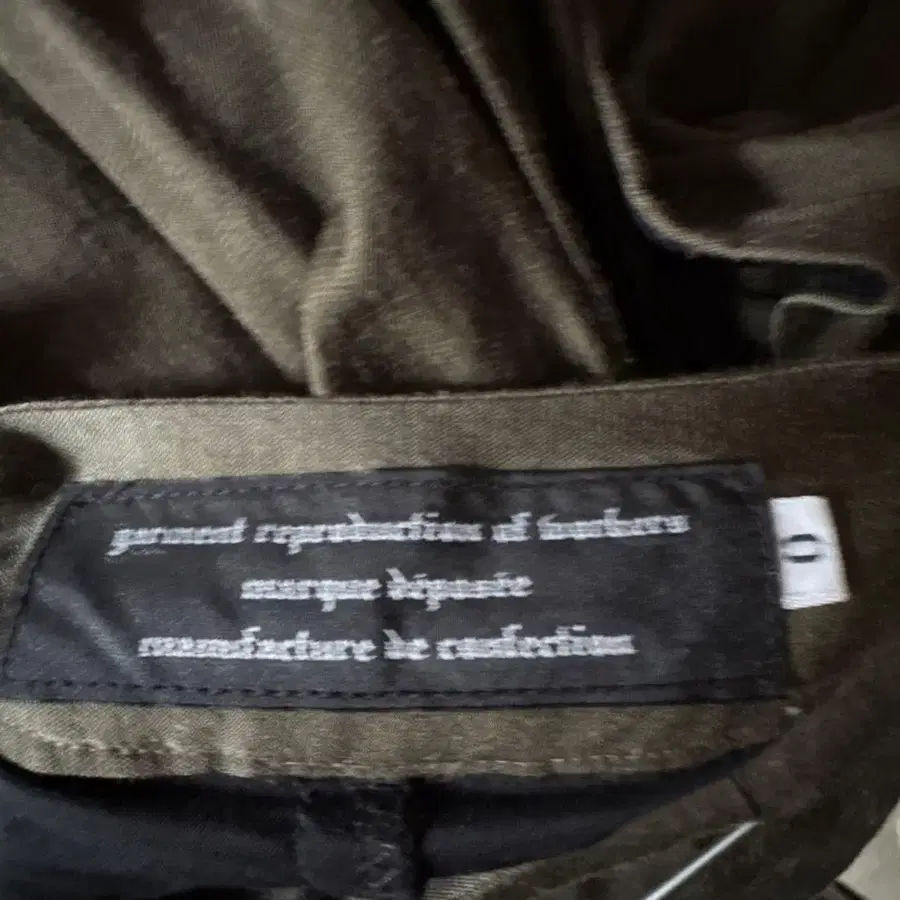 garment reproduction of workers
marque déposée
manufacture de confection
0